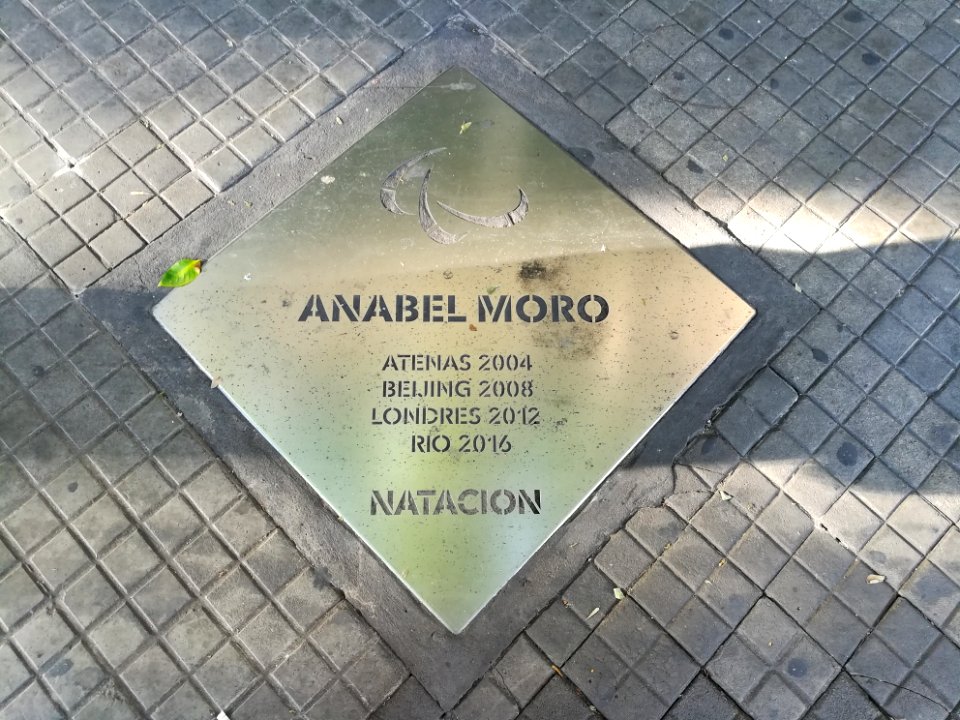 ANABEL MORO
ATENAS 2004
BEIJING 2008
LONDRES 2012
RIO 2016
NATACION